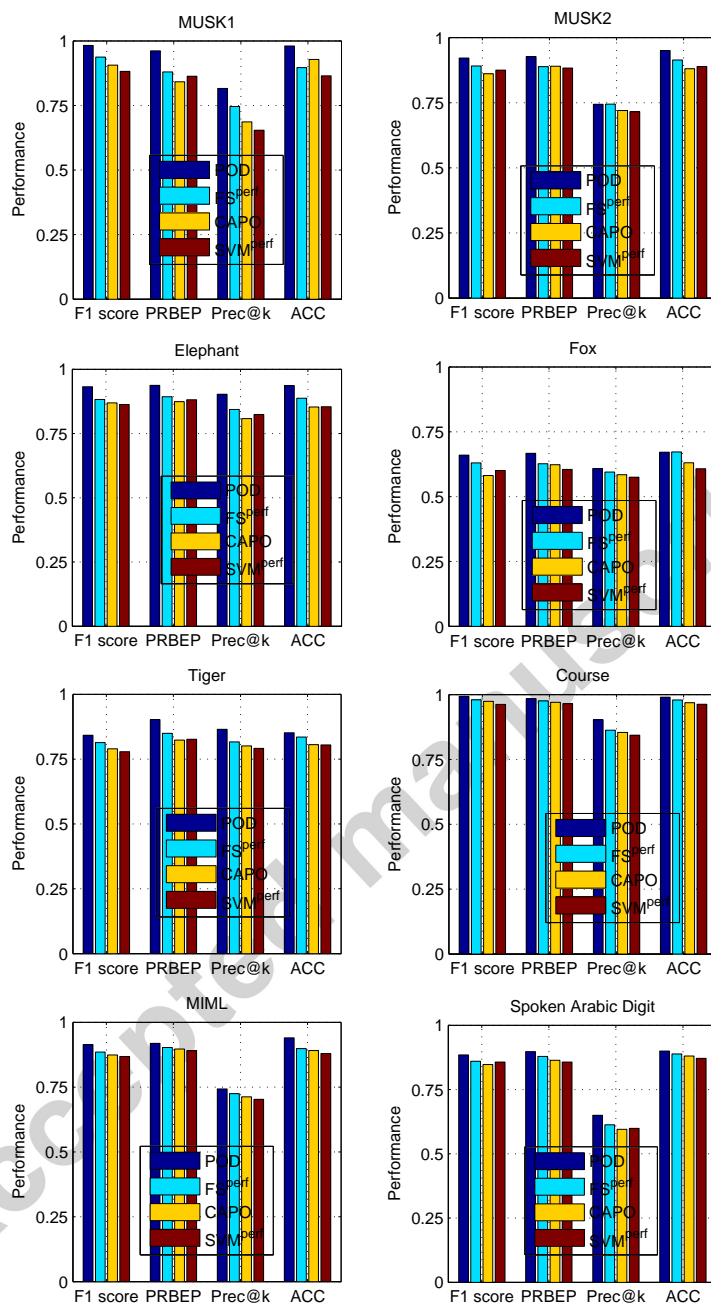 MUSK1
1
0.75
0.5
0.25
0
Performance
POD
FS^perf
CAPO
SVM^perf
F1 score PRBEP Prec@k ACC
MUSK2
1
0.75
0.5
0.25
0
Performance
POD
FS^perf
CAPO
SVM^perf
F1 score PRBEP Prec@k ACC
Elephant
1
0.75
0.5
0.25
0
Performance
POD
FS^perf
CAPO
SVM^perf
F1 score PRBEP Prec@k ACC
Fox
1
0.75
0.5
0.25
0
Performance
POD
FS^perf
CAPO
SVM^perf
F1 score PRBEP Prec@k ACC
Tiger
1
0.75
0.5
0.25
0
Performance
POD
FS^perf
CAPO
SVM^perf
F1 score PRBEP Prec@k ACC
Course
1
0.75
0.5
0.25
0
Performance
POD
FS^perf
CAPO
SVM^perf
F1 score PRBEP Prec@k ACC
MIML
1
0.75
0.5
0.25
0
Performance
POD
FS^perf
CAPO
SVM^perf
F1 score PRBEP Prec@k ACC
Spoken Arabic Digit
1
0.75
0.5
0.25
0
Performance
POD
FS^perf
CAPO
SVM^perf
F1 score PRBEP Prec@k ACC